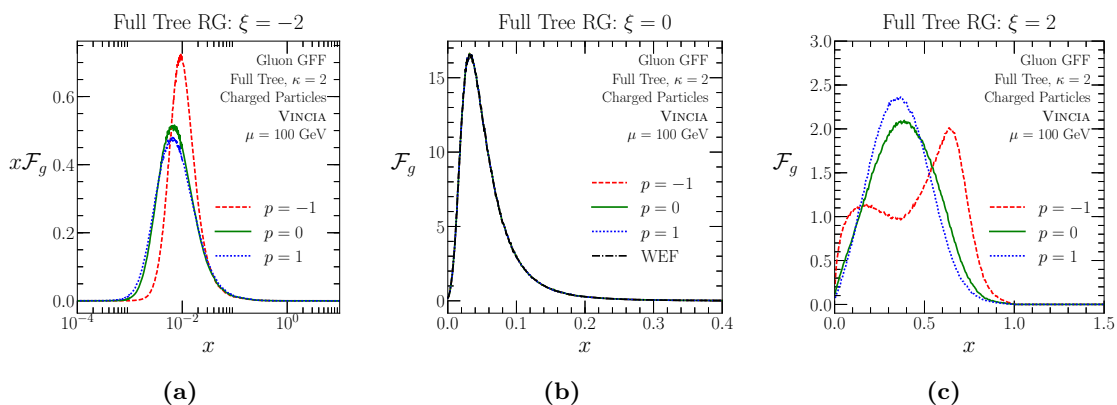 Full Tree RG: ξ = −2
Gluon GFF
Full Tree, κ = 2
Charged Particles
VINCIA
μ = 100 GeV
p = −1
p = 0
p = 1
xF_g
0.6
0.4
0.2
0.0
10⁻⁴
10⁻²
10⁰
x
(a)
Full Tree RG: ξ = 0
Gluon GFF
Full Tree, κ = 2
Charged Particles
VINCIA
μ = 100 GeV
p = −1
p = 0
p = 1
WEF
F_g
15
10
5
0
0.0
0.1
0.2
0.3
0.4
x
(b)
Full Tree RG: ξ = 2
Gluon GFF
Full Tree, κ = 2
Charged Particles
VINCIA
μ = 100 GeV
p = −1
p = 0
p = 1
F_g
3.0
2.5
2.0
1.5
1.0
0.5
0.0
0.0
0.5
1.0
1.5
x
(c)